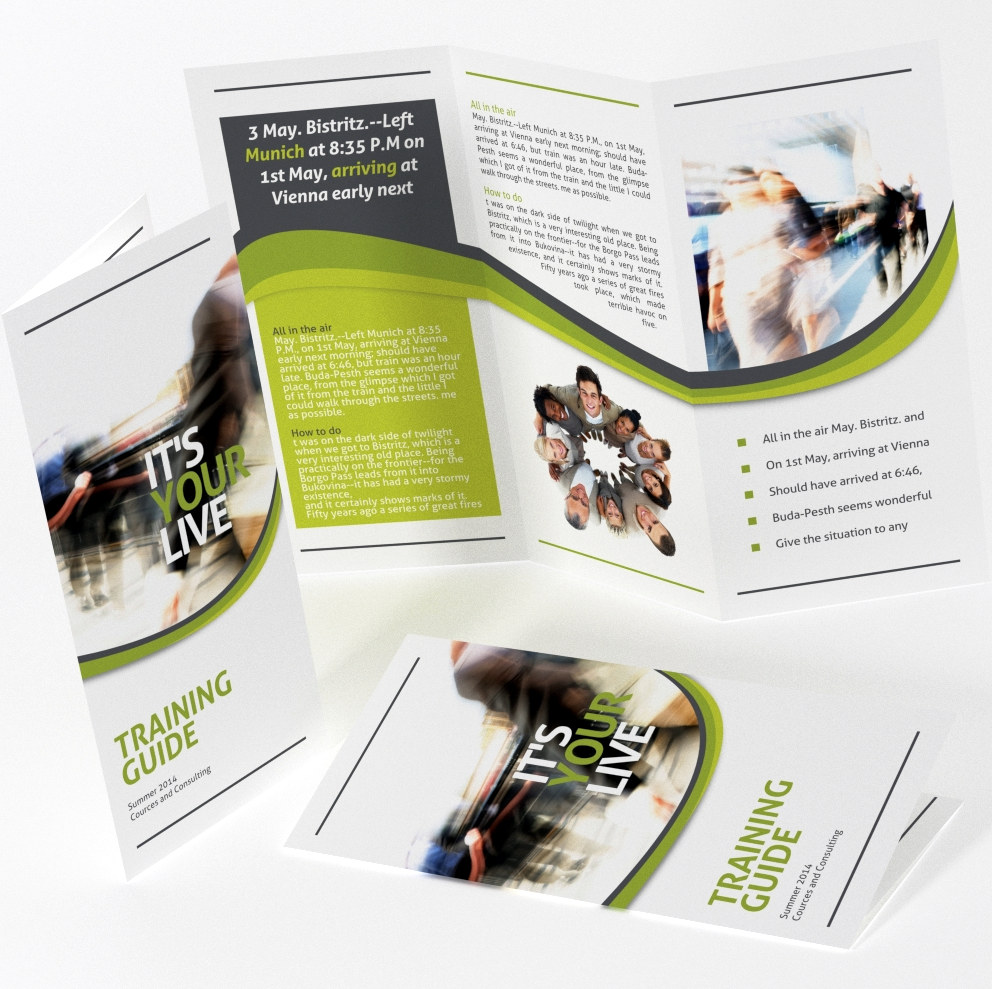 3 May. Bistritz.--Left
Munich at 8:35 P.M on
1st May, arriving at
Vienna early next
All in the air
May. Bistritz.--Left Munich at 8:35
P.M., on 1st May, arriving at Vienna
early next morning; should have
arrived at 6:46, but train was an hour
late. Buda-Pesth seems a wonderful
place, from the glimpse which I got
of it from the train and the little I
could walk through the streets. me
as possible.
How to do
t was on the dark side of twilight
when we got to Bistritz, which is a
very interesting old place. Being
practically on the frontier--for the
Borgo Pass leads from it into
Bukovina--it has had a very stormy
existence,
and it certainly shows marks of it.
Fifty years ago a series of great fires
All in the air
May. Bistritz.--Left Munich at 8:35 P.M., on 1st May,
arriving at Vienna early next morning; should have
arrived at 6:46, but train was an hour late. Buda-
Pesth seems a wonderful place, from the glimpse
which I got of it from the train and the little I could
walk through the streets. me as possible.
How to do
t was on the dark side of twilight when we got to
Bistritz, which is a very interesting old place. Being
practically on the frontier--for the Borgo Pass leads
from it into Bukovina--it has had a very stormy
existence, and it certainly shows marks of it.
Fifty years ago a series of great fires
took place, which made
terrible havoc on
five.
All in the air May. Bistritz. and
On 1st May, arriving at Vienna
Should have arrived at 6:46,
Buda-Pesth seems wonderful
Give the situation to any
IT'S
YOUR
LIVE
TRAINING
GUIDE
Summer 2014
Cources and Consulting
IT'S
YOUR
LIVE
TRAINING
GUIDE
Summer 2014
Cources and Consulting